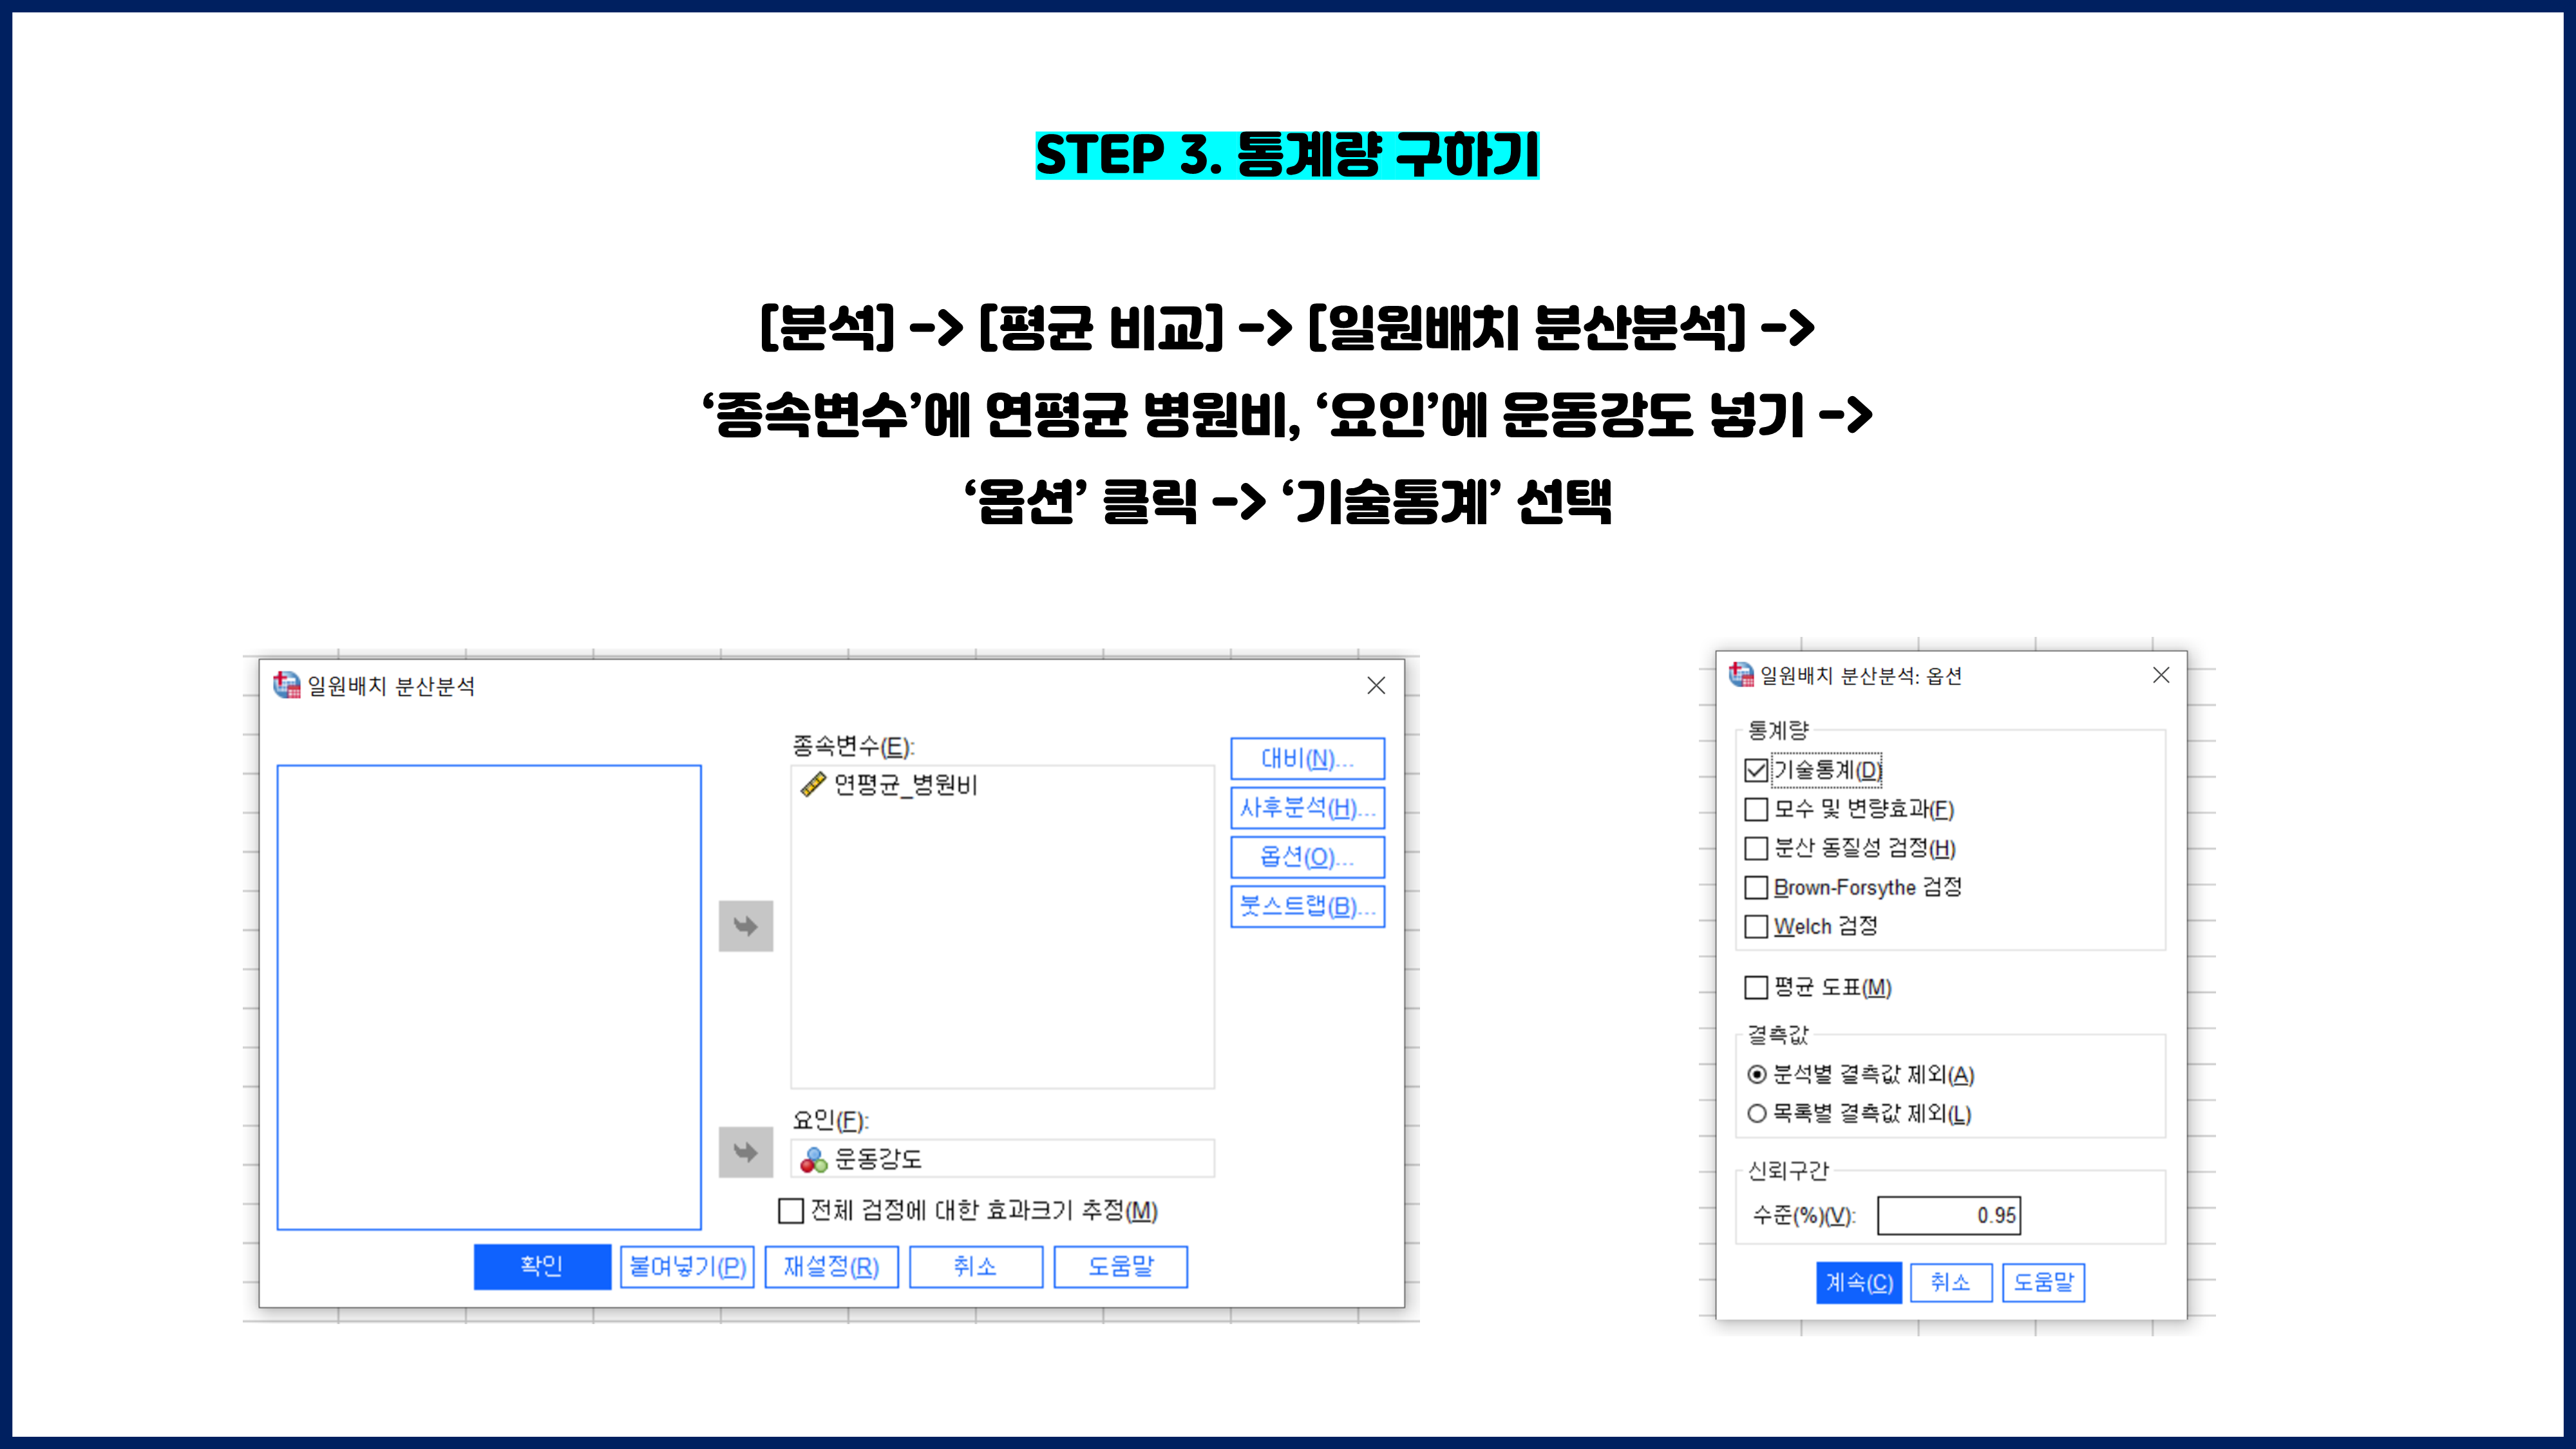 STEP 3. 통계량 구하기
[분석] -> [평균 비교] -> [일원배치 분산분석] ->
‘종속변수’에 연평균 병원비, ‘요인’에 운동강도 넣기 ->
‘옵션’ 클릭 -> ‘기술통계’ 선택
일원배치 분산분석
종속변수(E):
연평균_병원비
요인(F):
운동강도
전체 검정에 대한 효과크기 추정(M)
대비(N)...
사후분석(H)...
옵션(O)...
붓스트랩(B)...
확인
붙여넣기(P)
재설정(R)
취소
도움말
일원배치 분산분석: 옵션
통계량
기술통계(D)
모수 및 변량효과(F)
분산 동질성 검정(H)
Brown-Forsythe 검정
Welch 검정
평균 도표(M)
결측값
분석별 결측값 제외(A)
목록별 결측값 제외(L)
신뢰구간
수준(%)(V): 0.95
계속(C)
취소
도움말